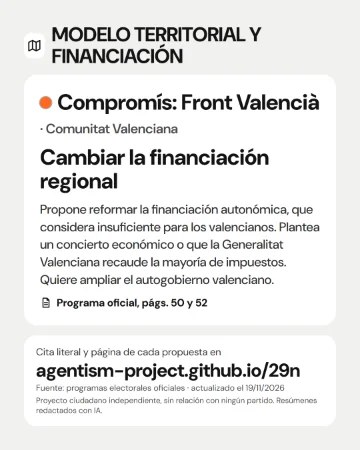 MODELO TERRITORIAL Y
FINANCIACIÓN
Compromís: Front Valencià
· Comunitat Valenciana
Cambiar la financiación
regional
Propone reformar la financiación autonómica, que
considera insuficiente para los valencianos. Plantea
un concierto económico o que la Generalitat
Valenciana recaude la mayoría de impuestos.
Quiere ampliar el autogobierno valenciano.
Programa oficial, págs. 50 y 52
Cita literal y página de cada propuesta en
agentism-project.github.io/29n
Fuente: programas electorales oficiales · actualizado el 19/11/2026
Proyecto ciudadano independiente, sin relación con ningún partido. Resúmenes
redactados con IA.